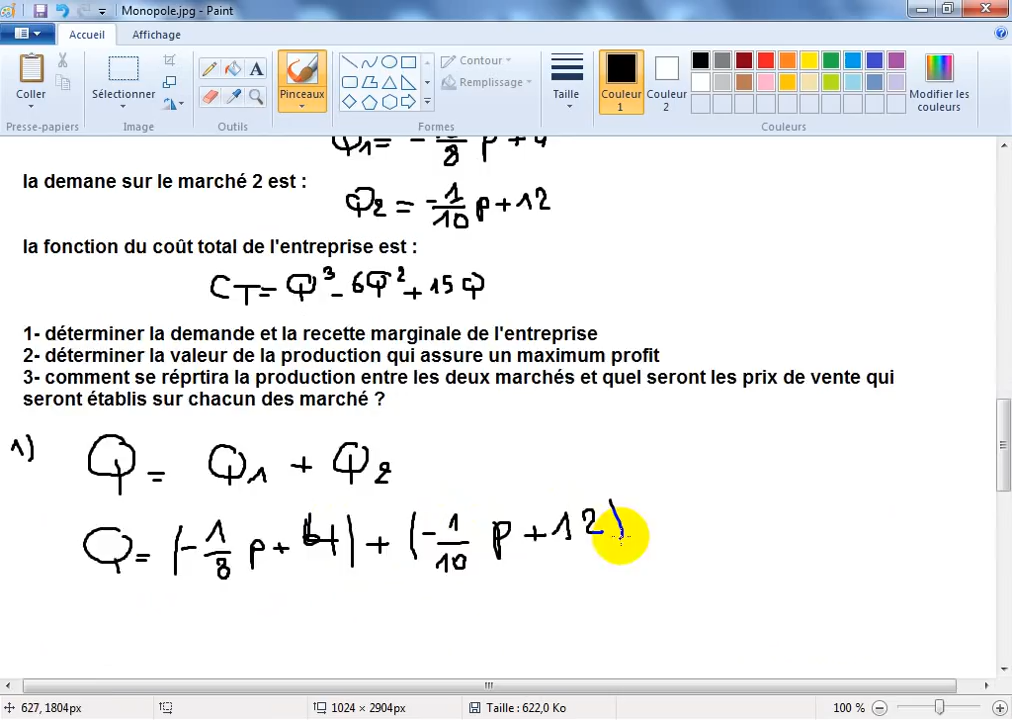 Monopole.jpg - Paint
Accueil Affichage
Coller
Sélectionner
Pinceaux
Contour
Remplissage
Taille
Couleur 1
Couleur 2
Modifier les couleurs
Presse-papiers Image Outils Formes Couleurs
la demane sur le marché 2 est :
Q2 = -1/10 p + 12
la fonction du coût total de l'entreprise est :
CT = Q³ - 6Q² + 15Q
1- déterminer la demande et la recette marginale de l'entreprise
2- déterminer la valeur de la production qui assure un maximum profit
3- comment se réprtira la production entre les deux marchés et quel seront les prix de vente qui
seront établis sur chacun des marché ?
1) Q = Q1 + Q2
Q = (-1/8 p + 4) + (-1/10 p + 12)
627, 1804px 1024 × 2904px Taille : 622,0 Ko 100 %